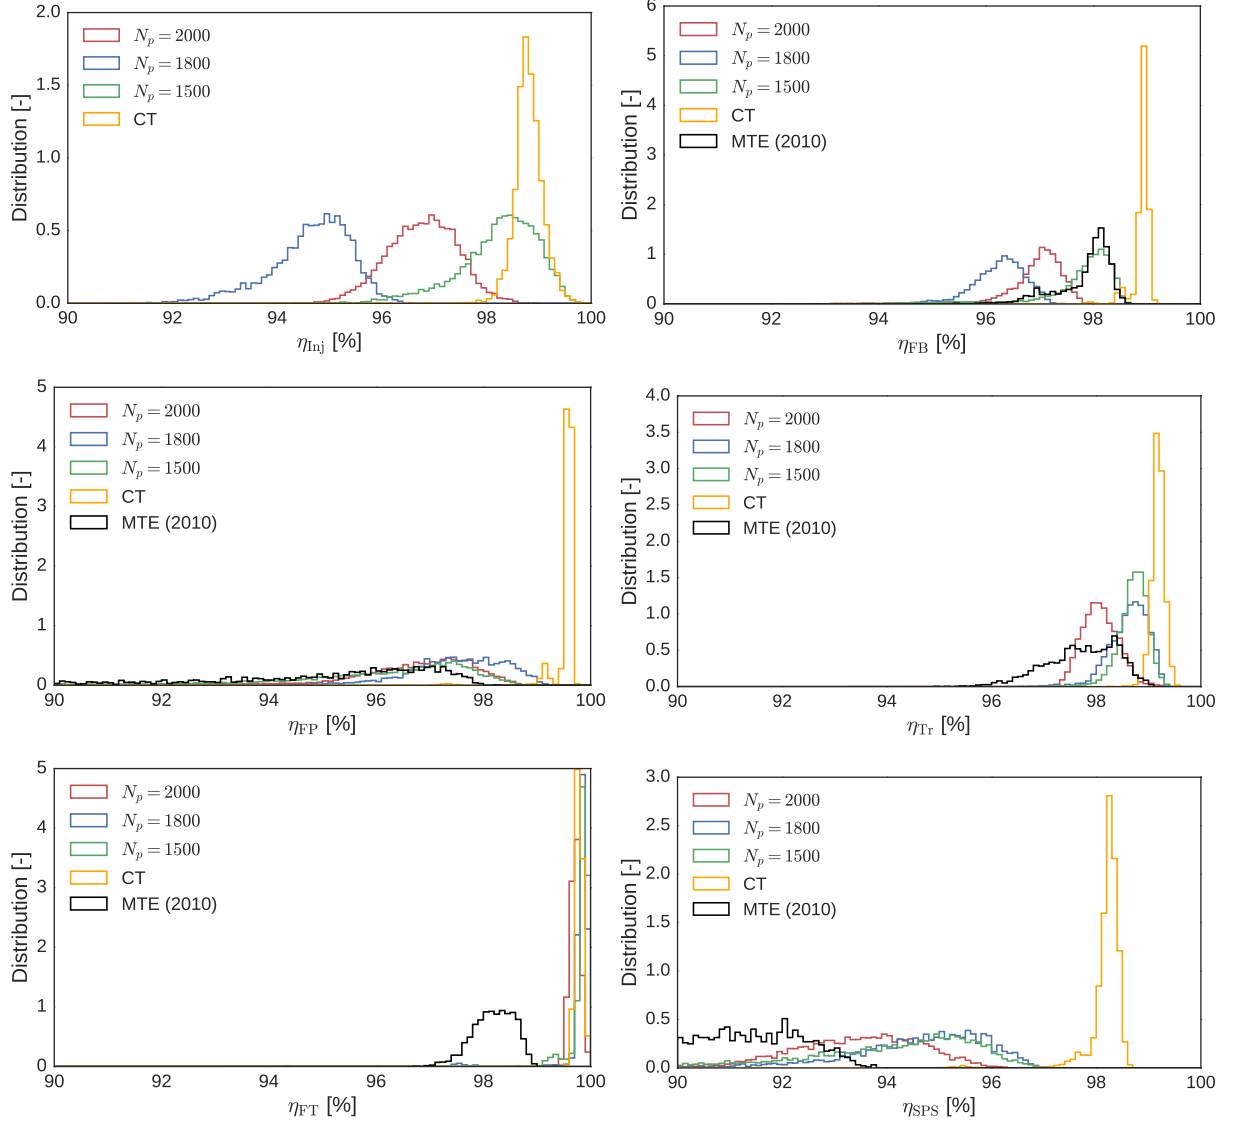 2.0
1.5
1.0
0.5
0.0
Distribution [-]
N_p = 2000
N_p = 1800
N_p = 1500
CT
90 92 94 96 98 100
η_Inj [%]
6
5
4
3
2
1
0
Distribution [-]
N_p = 2000
N_p = 1800
N_p = 1500
CT
MTE (2010)
90 92 94 96 98 100
η_FB [%]
5
4
3
2
1
0
Distribution [-]
N_p = 2000
N_p = 1800
N_p = 1500
CT
MTE (2010)
90 92 94 96 98 100
η_FP [%]
4.0
3.5
3.0
2.5
2.0
1.5
1.0
0.5
0.0
Distribution [-]
N_p = 2000
N_p = 1800
N_p = 1500
CT
MTE (2010)
90 92 94 96 98 100
η_Tr [%]
5
4
3
2
1
0
Distribution [-]
N_p = 2000
N_p = 1800
N_p = 1500
CT
MTE (2010)
90 92 94 96 98 100
η_FT [%]
3.0
2.5
2.0
1.5
1.0
0.5
0.0
Distribution [-]
N_p = 2000
N_p = 1800
N_p = 1500
CT
MTE (2010)
90 92 94 96 98 100
η_SPS [%]